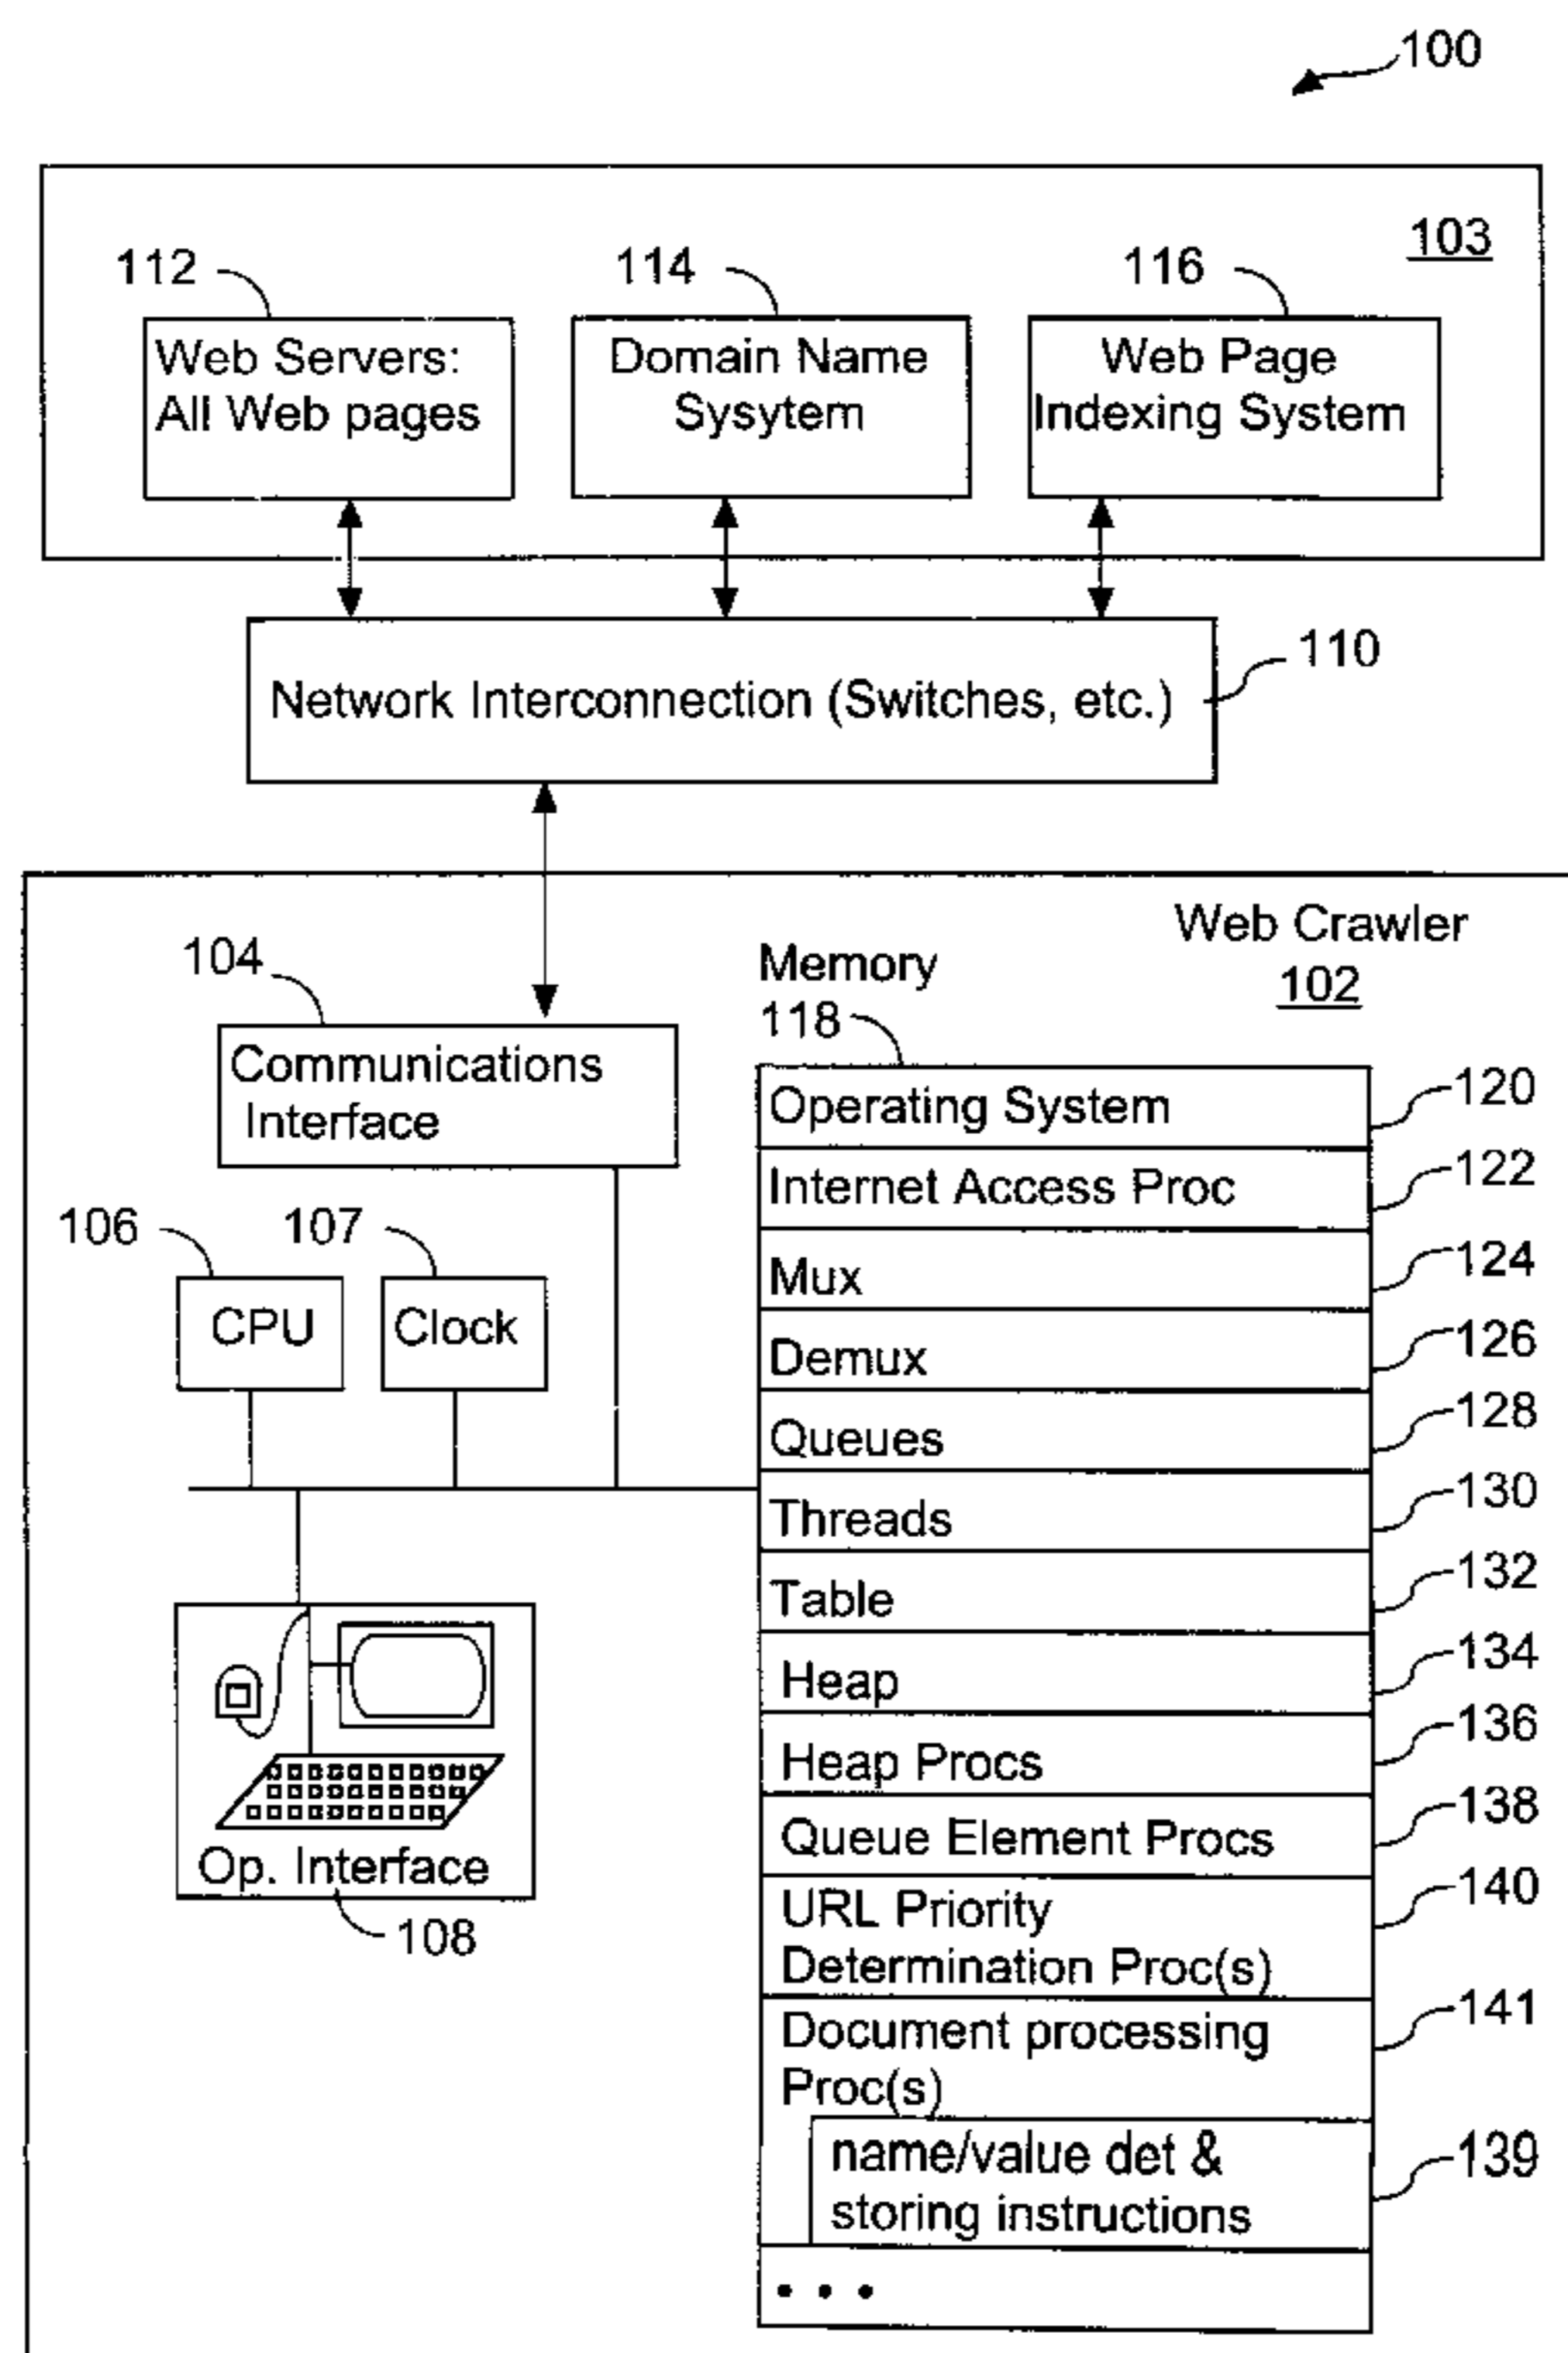 100
103
112
114
116
Web Servers:
All Web pages
Domain Name
Sysytem
Web Page
Indexing System
110
Network Interconnection (Switches, etc.)
Web Crawler
102
104
Communications
Interface
106
107
CPU
Clock
Op. Interface
108
Memory
118
Operating System
120
Internet Access Proc
122
Mux
124
Demux
126
Queues
128
Threads
130
Table
132
Heap
134
Heap Procs
136
Queue Element Procs
138
URL Priority
Determination Proc(s)
140
Document processing
Proc(s)
141
name/value det &
storing instructions
139
• • •